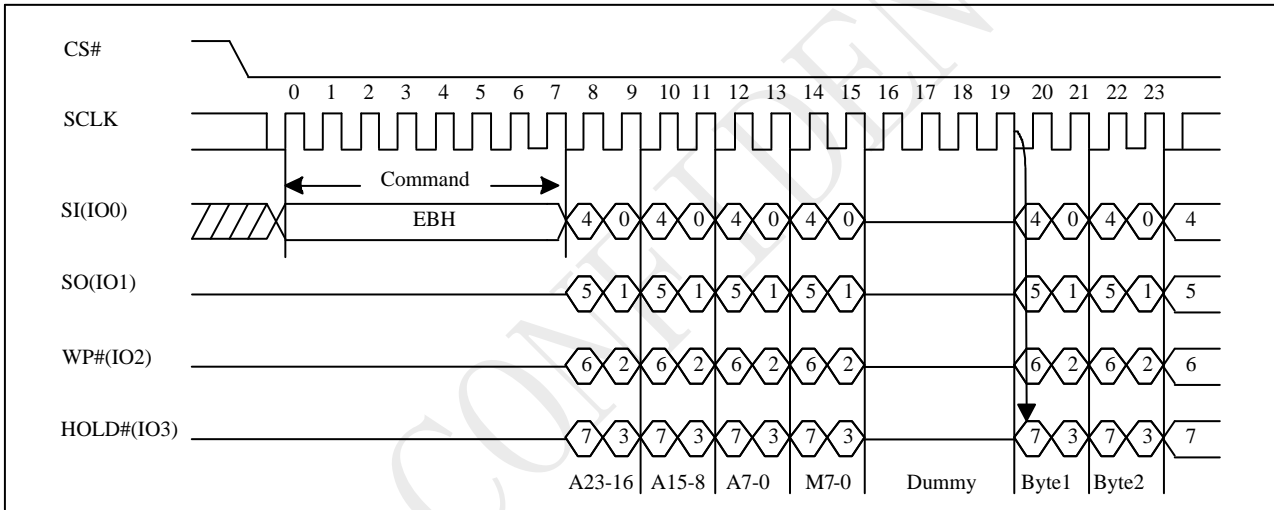 CS#
0 1 2 3 4 5 6 7 8 9 10 11 12 13 14 15 16 17 18 19 20 21 22 23
SCLK
Command
SI(IO0) EBH 4 0 4 0 4 0 4 0 4 0 4 0 4
SO(IO1) 5 1 5 1 5 1 5 1 5 1 5 1 5
WP#(IO2) 6 2 6 2 6 2 6 2 6 2 6 2 6
HOLD#(IO3) 7 3 7 3 7 3 7 3 7 3 7 3 7
A23-16 A15-8 A7-0 M7-0 Dummy Byte1 Byte2
CONFIDEN